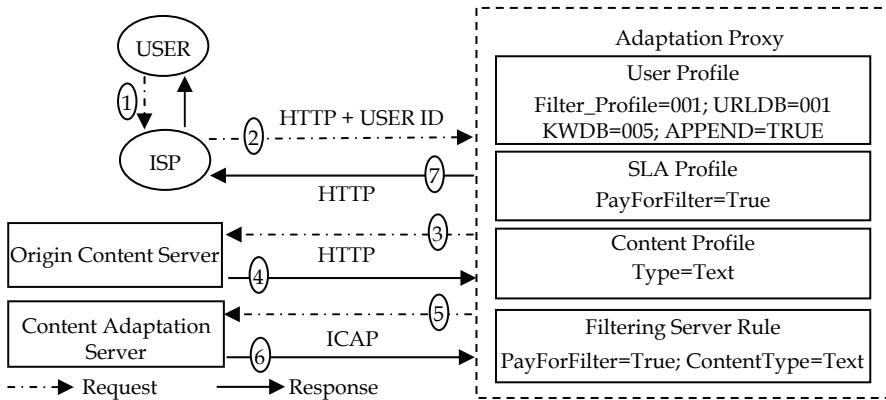 USER
1
ISP
HTTP + USER ID
2
7
HTTP
3
HTTP
Origin Content Server
4
5
Content Adaptation
Server
ICAP
6
Request
Response
Adaptation Proxy
User Profile
Filter_Profile=001; URLDB=001
KWDB=005; APPEND=TRUE
SLA Profile
PayForFilter=True
Content Profile
Type=Text
Filtering Server Rule
PayForFilter=True; ContentType=Text